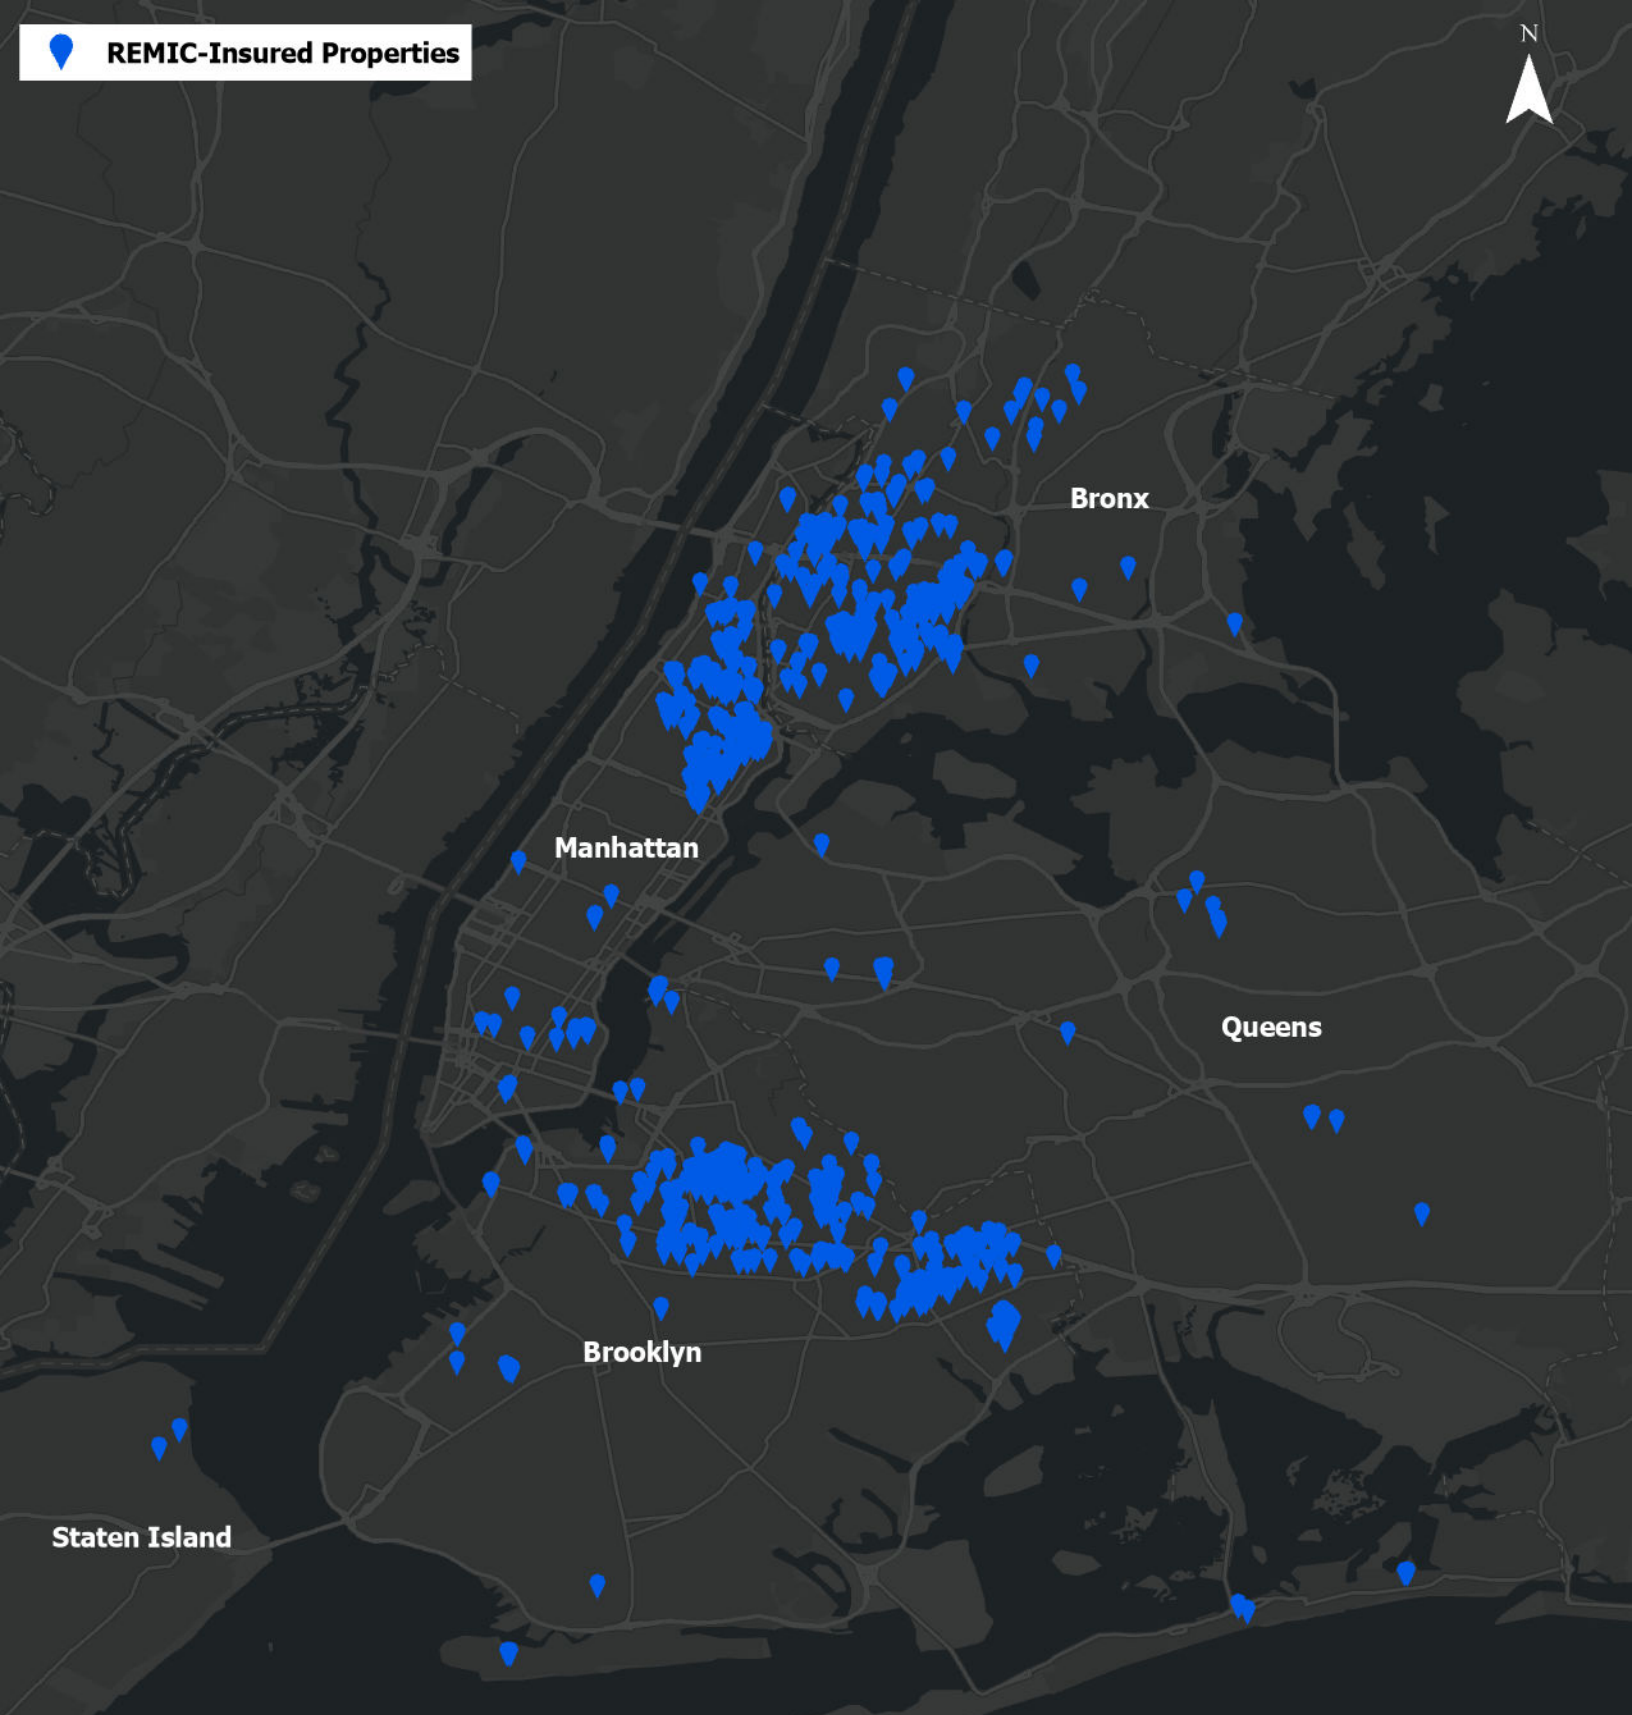 REMIC-Insured Properties
N
Bronx
Manhattan
Queens
Brooklyn
Staten Island